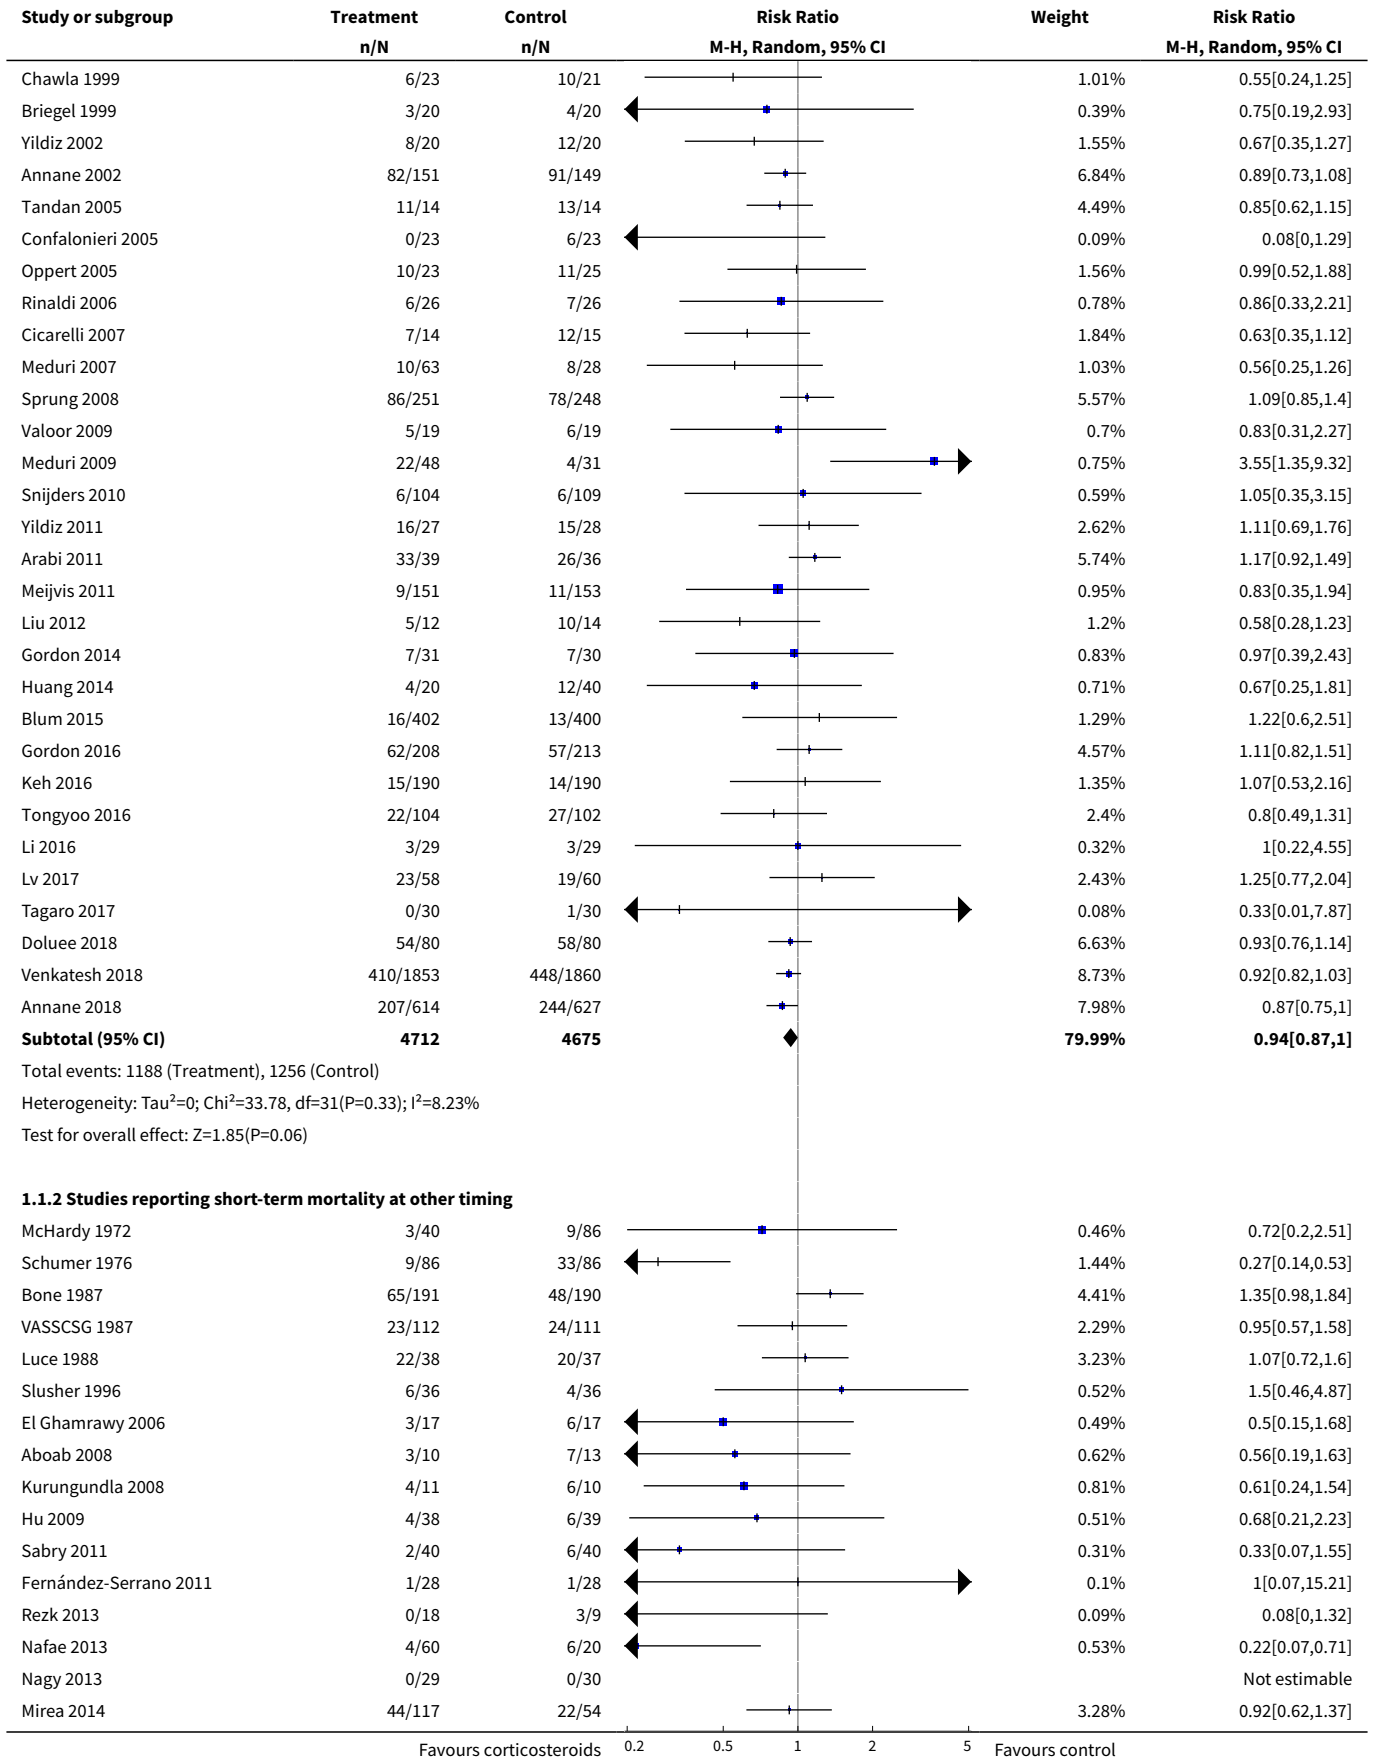 Study or subgroup Treatment Control Risk Ratio Weight Risk Ratio
n/N n/N M-H, Random, 95% CI M-H, Random, 95% CI
Chawla 1999 6/23 10/21 1.01% 0.55[0.24,1.25]
Briegel 1999 3/20 4/20 0.39% 0.75[0.19,2.93]
Yildiz 2002 8/20 12/20 1.55% 0.67[0.35,1.27]
Annane 2002 82/151 91/149 6.84% 0.89[0.73,1.08]
Tandan 2005 11/14 13/14 4.49% 0.85[0.62,1.15]
Confalonieri 2005 0/23 6/23 0.09% 0.08[0,1.29]
Oppert 2005 10/23 11/25 1.56% 0.99[0.52,1.88]
Rinaldi 2006 6/26 7/26 0.78% 0.86[0.33,2.21]
Cicarelli 2007 7/14 12/15 1.84% 0.63[0.35,1.12]
Meduri 2007 10/63 8/28 1.03% 0.56[0.25,1.26]
Sprung 2008 86/251 78/248 5.57% 1.09[0.85,1.4]
Valoor 2009 5/19 6/19 0.7% 0.83[0.31,2.27]
Meduri 2009 22/48 4/31 0.75% 3.55[1.35,9.32]
Snijders 2010 6/104 6/109 0.59% 1.05[0.35,3.15]
Yildiz 2011 16/27 15/28 2.62% 1.11[0.69,1.76]
Arabi 2011 33/39 26/36 5.74% 1.17[0.92,1.49]
Meijvis 2011 9/151 11/153 0.95% 0.83[0.35,1.94]
Liu 2012 5/12 10/14 1.2% 0.58[0.28,1.23]
Gordon 2014 7/31 7/30 0.83% 0.97[0.39,2.43]
Huang 2014 4/20 12/40 0.71% 0.67[0.25,1.81]
Blum 2015 16/402 13/400 1.29% 1.22[0.6,2.51]
Gordon 2016 62/208 57/213 4.57% 1.11[0.82,1.51]
Keh 2016 15/190 14/190 1.35% 1.07[0.53,2.16]
Tongyoo 2016 22/104 27/102 2.4% 0.8[0.49,1.31]
Li 2016 3/29 3/29 0.32% 1[0.22,4.55]
Lv 2017 23/58 19/60 2.43% 1.25[0.77,2.04]
Tagaro 2017 0/30 1/30 0.08% 0.33[0.01,7.87]
Doluee 2018 54/80 58/80 6.63% 0.93[0.76,1.14]
Venkatesh 2018 410/1853 448/1860 8.73% 0.92[0.82,1.03]
Annane 2018 207/614 244/627 7.98% 0.87[0.75,1]
Subtotal (95% CI) 4712 4675 79.99% 0.94[0.87,1]
Total events: 1188 (Treatment), 1256 (Control)
Heterogeneity: Tau²=0; Chi²=33.78, df=31(P=0.33); I²=8.23%
Test for overall effect: Z=1.85(P=0.06)
1.1.2 Studies reporting short-term mortality at other timing
McHardy 1972 3/40 9/86 0.46% 0.72[0.2,2.51]
Schumer 1976 9/86 33/86 1.44% 0.27[0.14,0.53]
Bone 1987 65/191 48/190 4.41% 1.35[0.98,1.84]
VASSCSG 1987 23/112 24/111 2.29% 0.95[0.57,1.58]
Luce 1988 22/38 20/37 3.23% 1.07[0.72,1.6]
Slusher 1996 6/36 4/36 0.52% 1.5[0.46,4.87]
El Ghamrawy 2006 3/17 6/17 0.49% 0.5[0.15,1.68]
Aboab 2008 3/10 7/13 0.62% 0.56[0.19,1.63]
Kurungundla 2008 4/11 6/10 0.81% 0.61[0.24,1.54]
Hu 2009 4/38 6/39 0.51% 0.68[0.21,2.23]
Sabry 2011 2/40 6/40 0.31% 0.33[0.07,1.55]
Fernández-Serrano 2011 1/28 1/28 0.1% 1[0.07,15.21]
Rezk 2013 0/18 3/9 0.09% 0.08[0,1.32]
Nafae 2013 4/60 6/20 0.53% 0.22[0.07,0.71]
Nagy 2013 0/29 0/30 Not estimable
Mirea 2014 44/117 22/54 3.28% 0.92[0.62,1.37]
Favours corticosteroids 0.2 0.5 1 2 5 Favours control